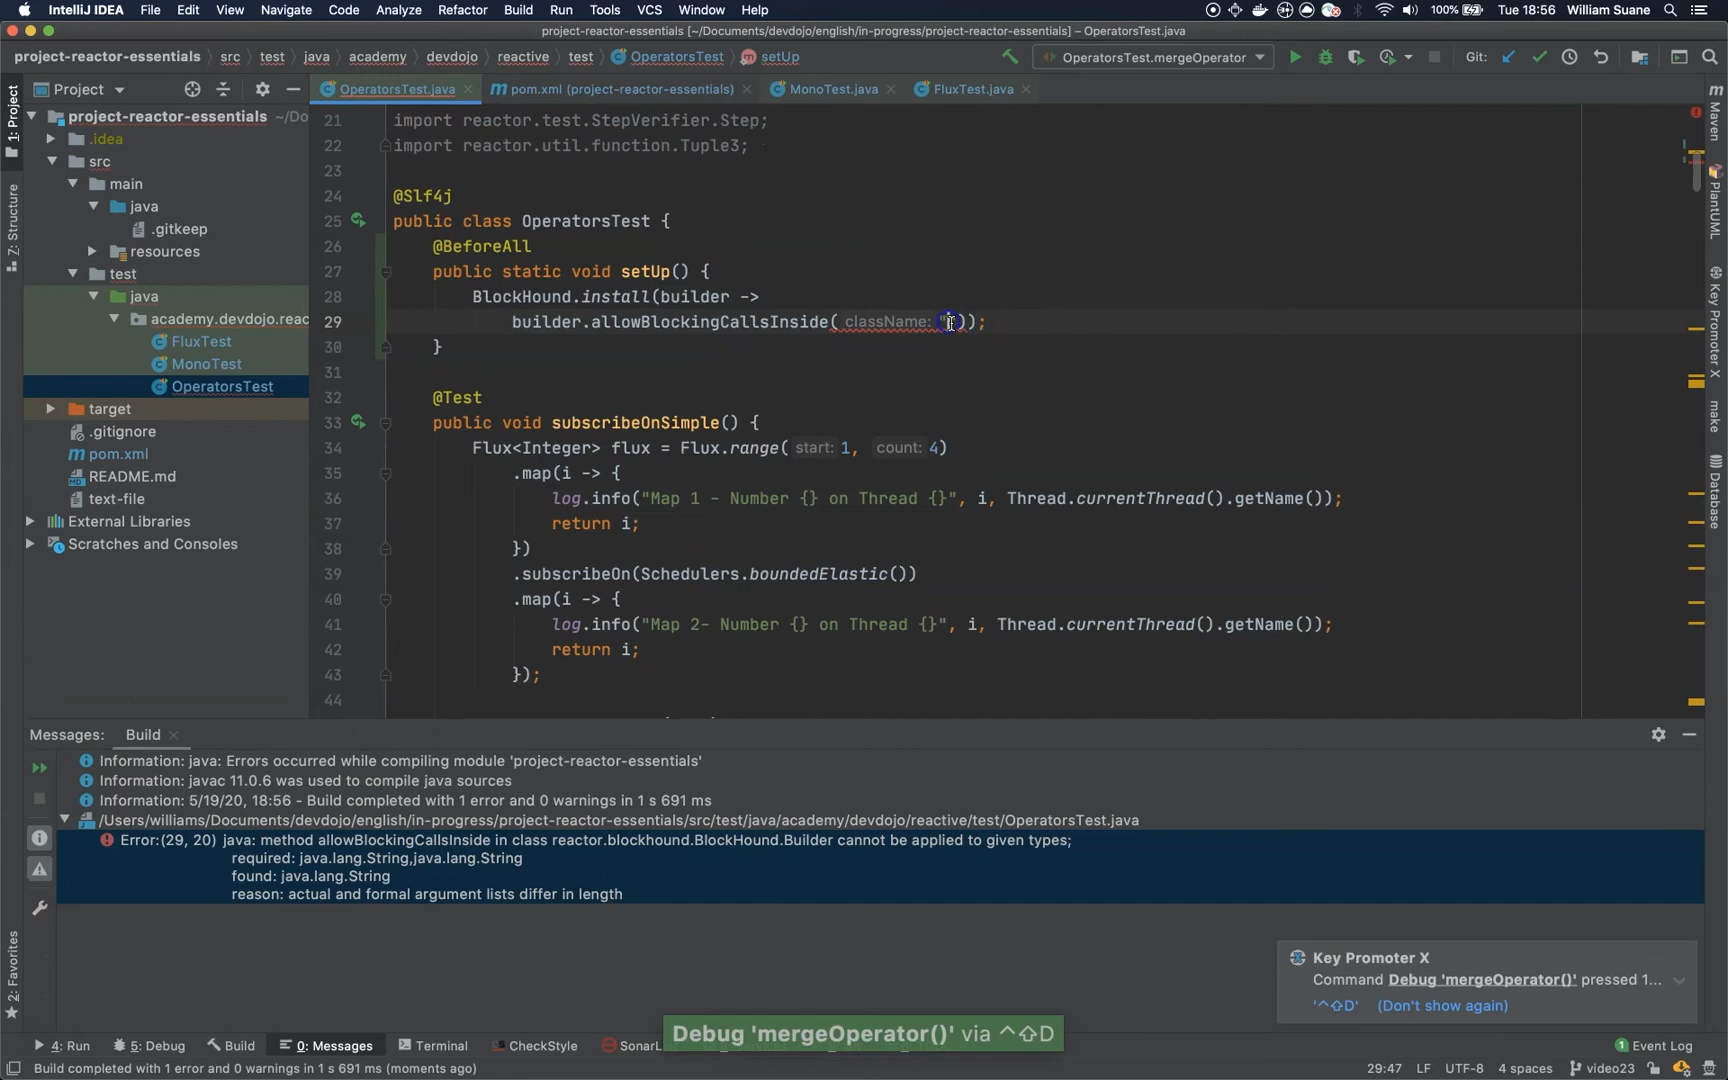 IntelliJ IDEA File Edit View Navigate Code Analyze Refactor Build Run Tools VCS Window Help 100% Tue 18:56 William Suane
project-reactor-essentials [~/Documents/devdojo/english/in-progress/project-reactor-essentials] – OperatorsTest.java
project-reactor-essentials src test java academy devdojo reactive test OperatorsTest setUp OperatorsTest.mergeOperator Git:
Project OperatorsTest.java pom.xml (project-reactor-essentials) MonoTest.java FluxTest.java
1: Project
Z: Structure
2: Favorites
project-reactor-essentials ~/Do
.idea
src
main
java
.gitkeep
resources
test
java
academy.devdojo.reac
FluxTest
MonoTest
OperatorsTest
target
.gitignore
pom.xml
README.md
text-file
External Libraries
Scratches and Consoles
21 import reactor.test.StepVerifier.Step;
22 import reactor.util.function.Tuple3;
23
24 @Slf4j
25 public class OperatorsTest {
26 @BeforeAll
27 public static void setUp() {
28 BlockHound.install(builder ->
29 builder.allowBlockingCallsInside( className: ""));
30 }
31
32 @Test
33 public void subscribeOnSimple() {
34 Flux<Integer> flux = Flux.range( start: 1, count: 4)
35 .map(i -> {
36 log.info("Map 1 - Number {} on Thread {}", i, Thread.currentThread().getName());
37 return i;
38 })
39 .subscribeOn(Schedulers.boundedElastic())
40 .map(i -> {
41 log.info("Map 2- Number {} on Thread {}", i, Thread.currentThread().getName());
42 return i;
43 });
44
Maven
PlantUML
Key Promoter X
make
Database
Messages: Build
Information: java: Errors occurred while compiling module 'project-reactor-essentials'
Information: javac 11.0.6 was used to compile java sources
Information: 5/19/20, 18:56 - Build completed with 1 error and 0 warnings in 1 s 691 ms
/Users/williams/Documents/devdojo/english/in-progress/project-reactor-essentials/src/test/java/academy/devdojo/reactive/test/OperatorsTest.java
Error:(29, 20) java: method allowBlockingCallsInside in class reactor.blockhound.BlockHound.Builder cannot be applied to given types;
required: java.lang.String,java.lang.String
found: java.lang.String
reason: actual and formal argument lists differ in length
Key Promoter X
Command Debug 'mergeOperator()' pressed 1...
'^⇧D' (Don't show again)
Debug 'mergeOperator()' via ^⇧D
4: Run 5: Debug Build 0: Messages Terminal CheckStyle SonarL 1 Event Log
Build completed with 1 error and 0 warnings in 1 s 691 ms (moments ago) 29:47 LF UTF-8 4 spaces video23